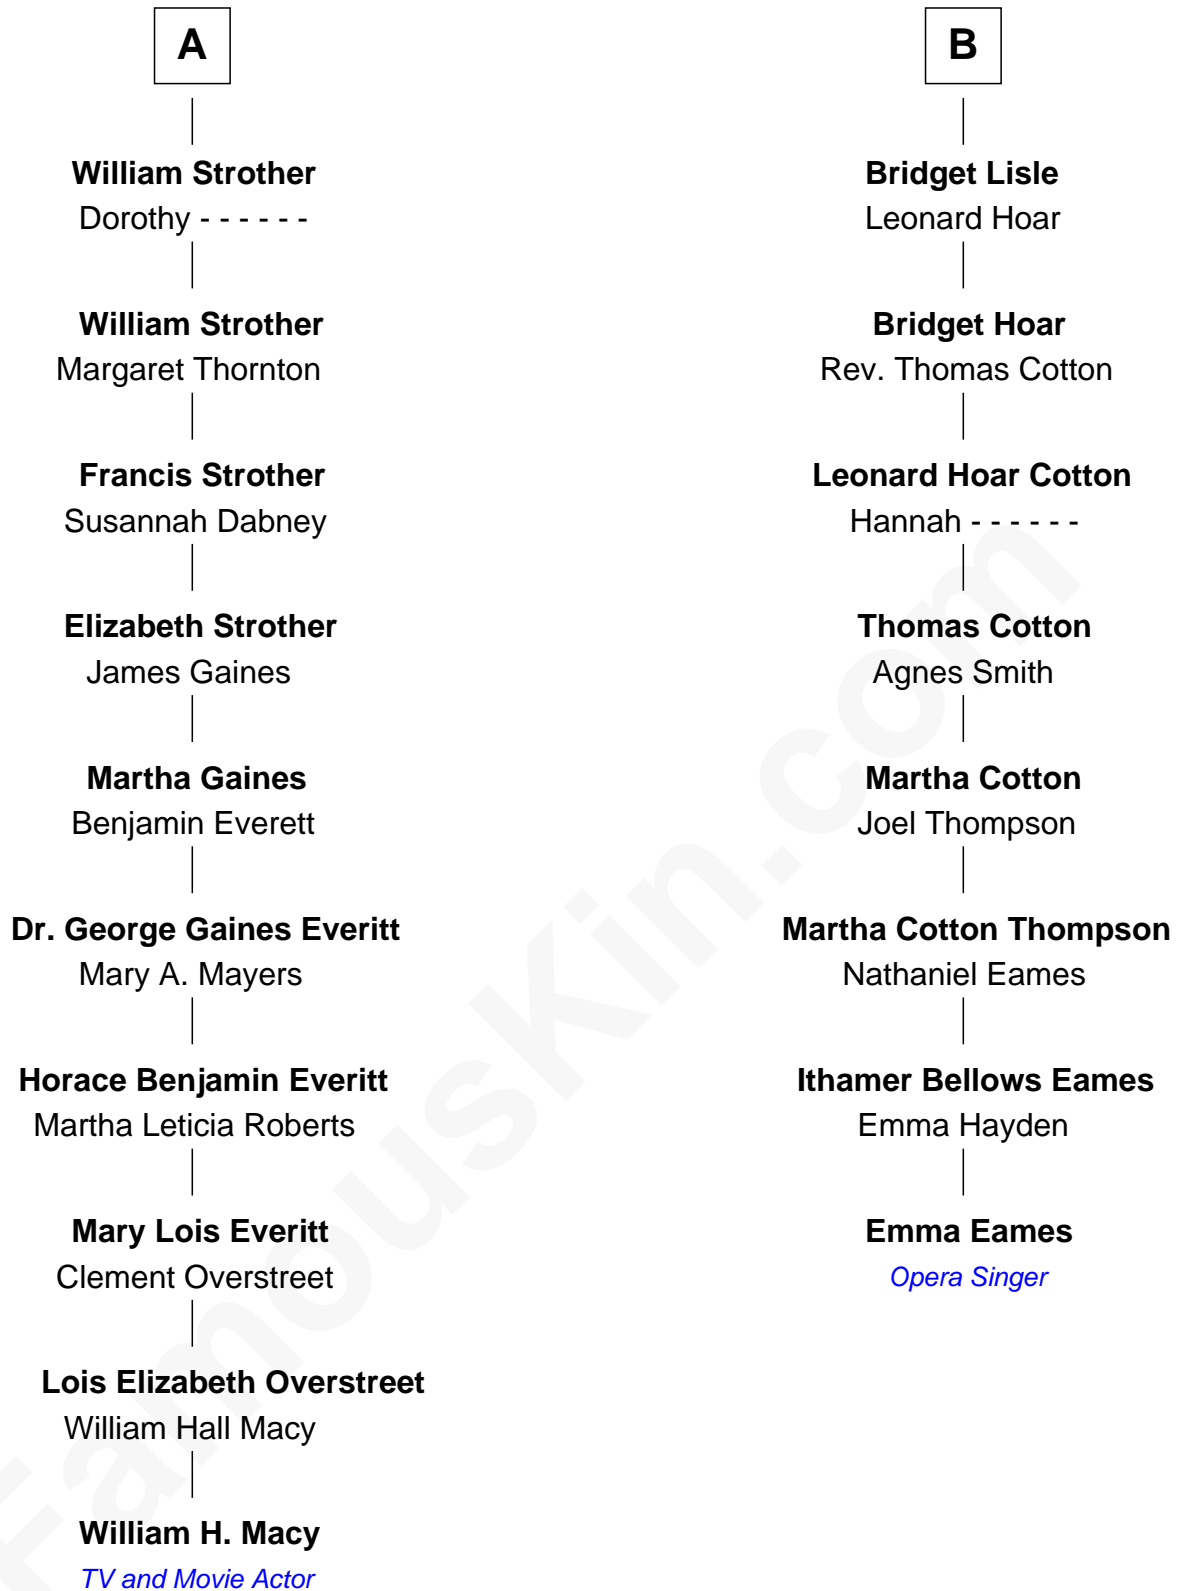 A
William Strother
Dorothy - - - - - -
William Strother
Margaret Thornton
Francis Strother
Susannah Dabney
Elizabeth Strother
James Gaines
Martha Gaines
Benjamin Everett
Dr. George Gaines Everitt
Mary A. Mayers
Horace Benjamin Everitt
Martha Leticia Roberts
Mary Lois Everitt
Clement Overstreet
Lois Elizabeth Overstreet
William Hall Macy
William H. Macy
TV and Movie Actor
B
Bridget Lisle
Leonard Hoar
Bridget Hoar
Rev. Thomas Cotton
Leonard Hoar Cotton
Hannah - - - - - -
Thomas Cotton
Agnes Smith
Martha Cotton
Joel Thompson
Martha Cotton Thompson
Nathaniel Eames
Ithamer Bellows Eames
Emma Hayden
Emma Eames
Opera Singer
FamousKin.com